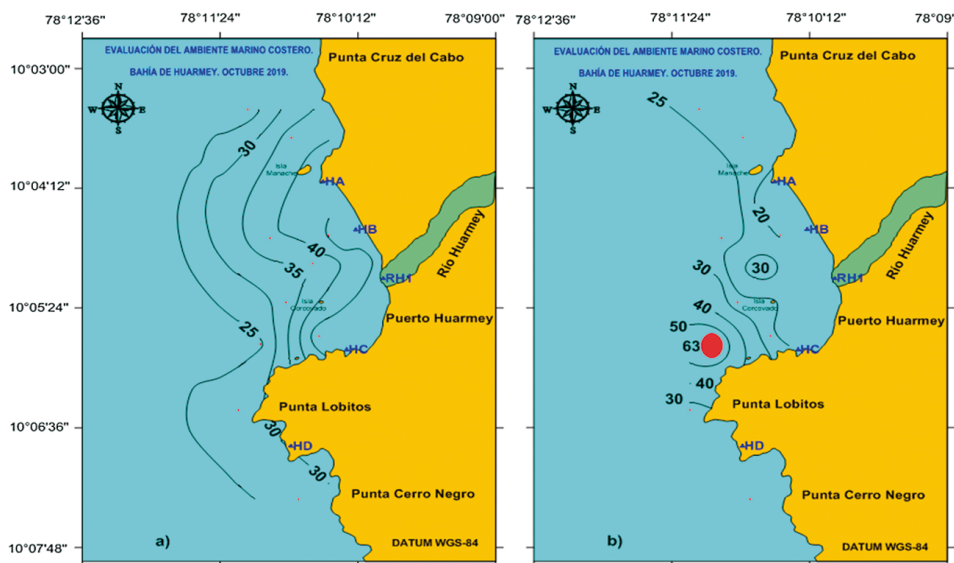 78°12'36"
78°11'24"
78°10'12"
78°09'00"
10°03'00"
10°04'12"
10°05'24"
10°06'36"
10°07'48"
EVALUACIÓN DEL AMBIENTE MARINO COSTERO.
BAHÍA DE HUARMEY. OCTUBRE 2019.
Punta Cruz del Cabo
N
W E
S
30
Isla
Manache
HA
HB
40
35
RH1
Río Huarmey
Isla
Corcovado
25
Puerto Huarmey
HC
Punta Lobitos
30
HD
30
Punta Cerro Negro
a)
DATUM WGS-84
78°12'36"
78°11'24"
78°10'12"
78°09'
EVALUACIÓN DEL AMBIENTE MARINO COSTERO.
BAHÍA DE HUARMEY. OCTUBRE 2019.
Punta Cruz del Cabo
25
N
W E
S
Isla
Manache
HA
20
HB
30
30
RH1
Río Huarmey
Isla
Corcovado
40
Puerto Huarmey
50
63
HC
40
30
Punta Lobitos
HD
Punta Cerro Negro
b)
DATUM WGS-84